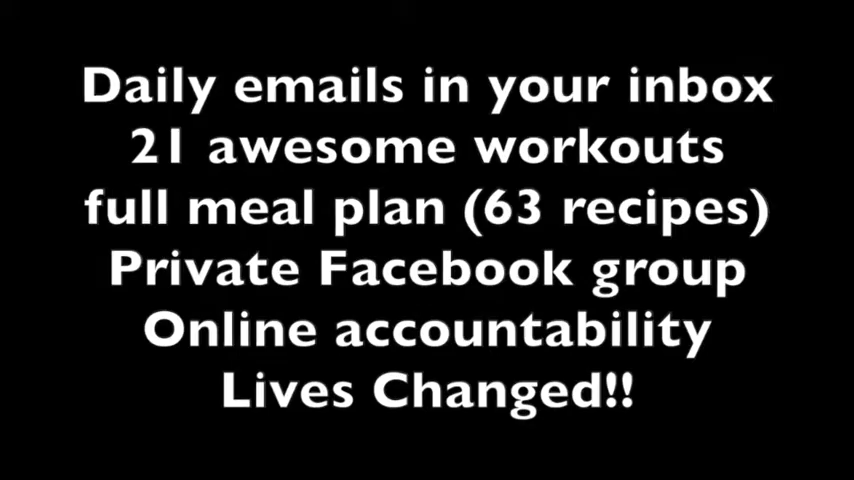 Daily emails in your inbox
21 awesome workouts
full meal plan (63 recipes)
Private Facebook group
Online accountability
Lives Changed!!